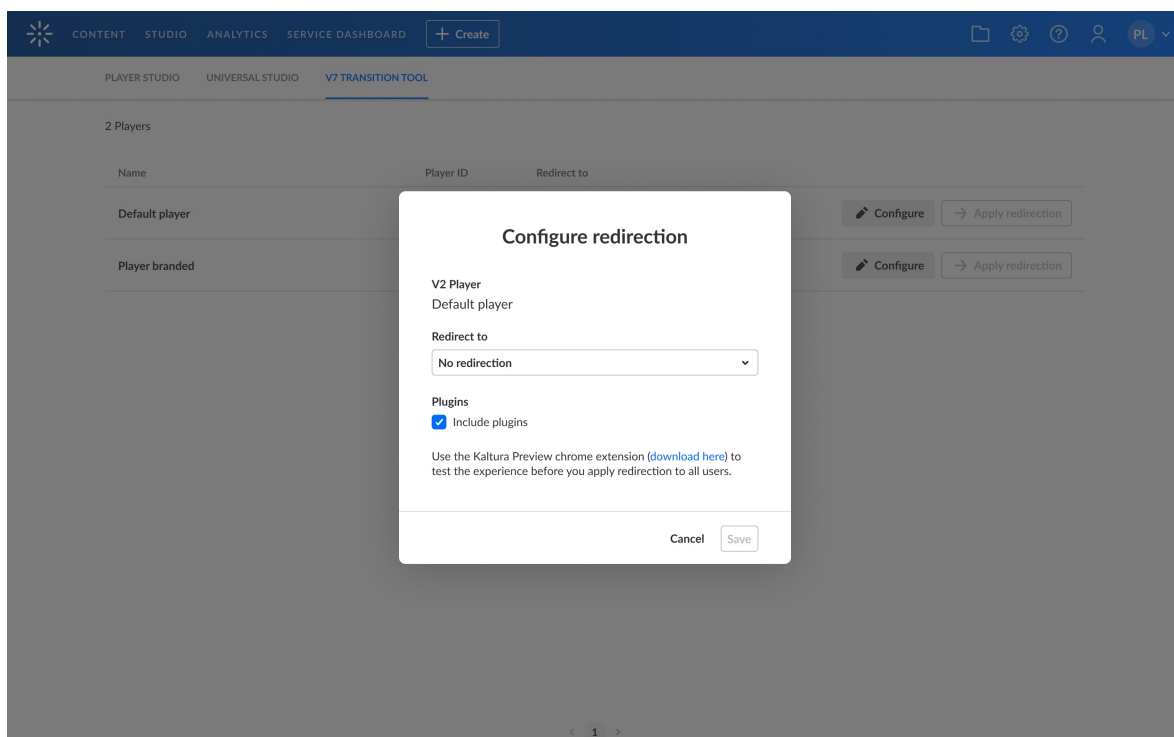 CONTENT STUDIO ANALYTICS SERVICE DASHBOARD + Create PL
PLAYER STUDIO UNIVERSAL STUDIO V7 TRANSITION TOOL
2 Players
Name Player ID Redirect to
Default player Configure → Apply redirection
Player branded Configure → Apply redirection
Configure redirection
V2 Player
Default player
Redirect to
No redirection
Plugins
Include plugins
Use the Kaltura Preview chrome extension (download here) to
test the experience before you apply redirection to all users.
Cancel Save
< 1 >